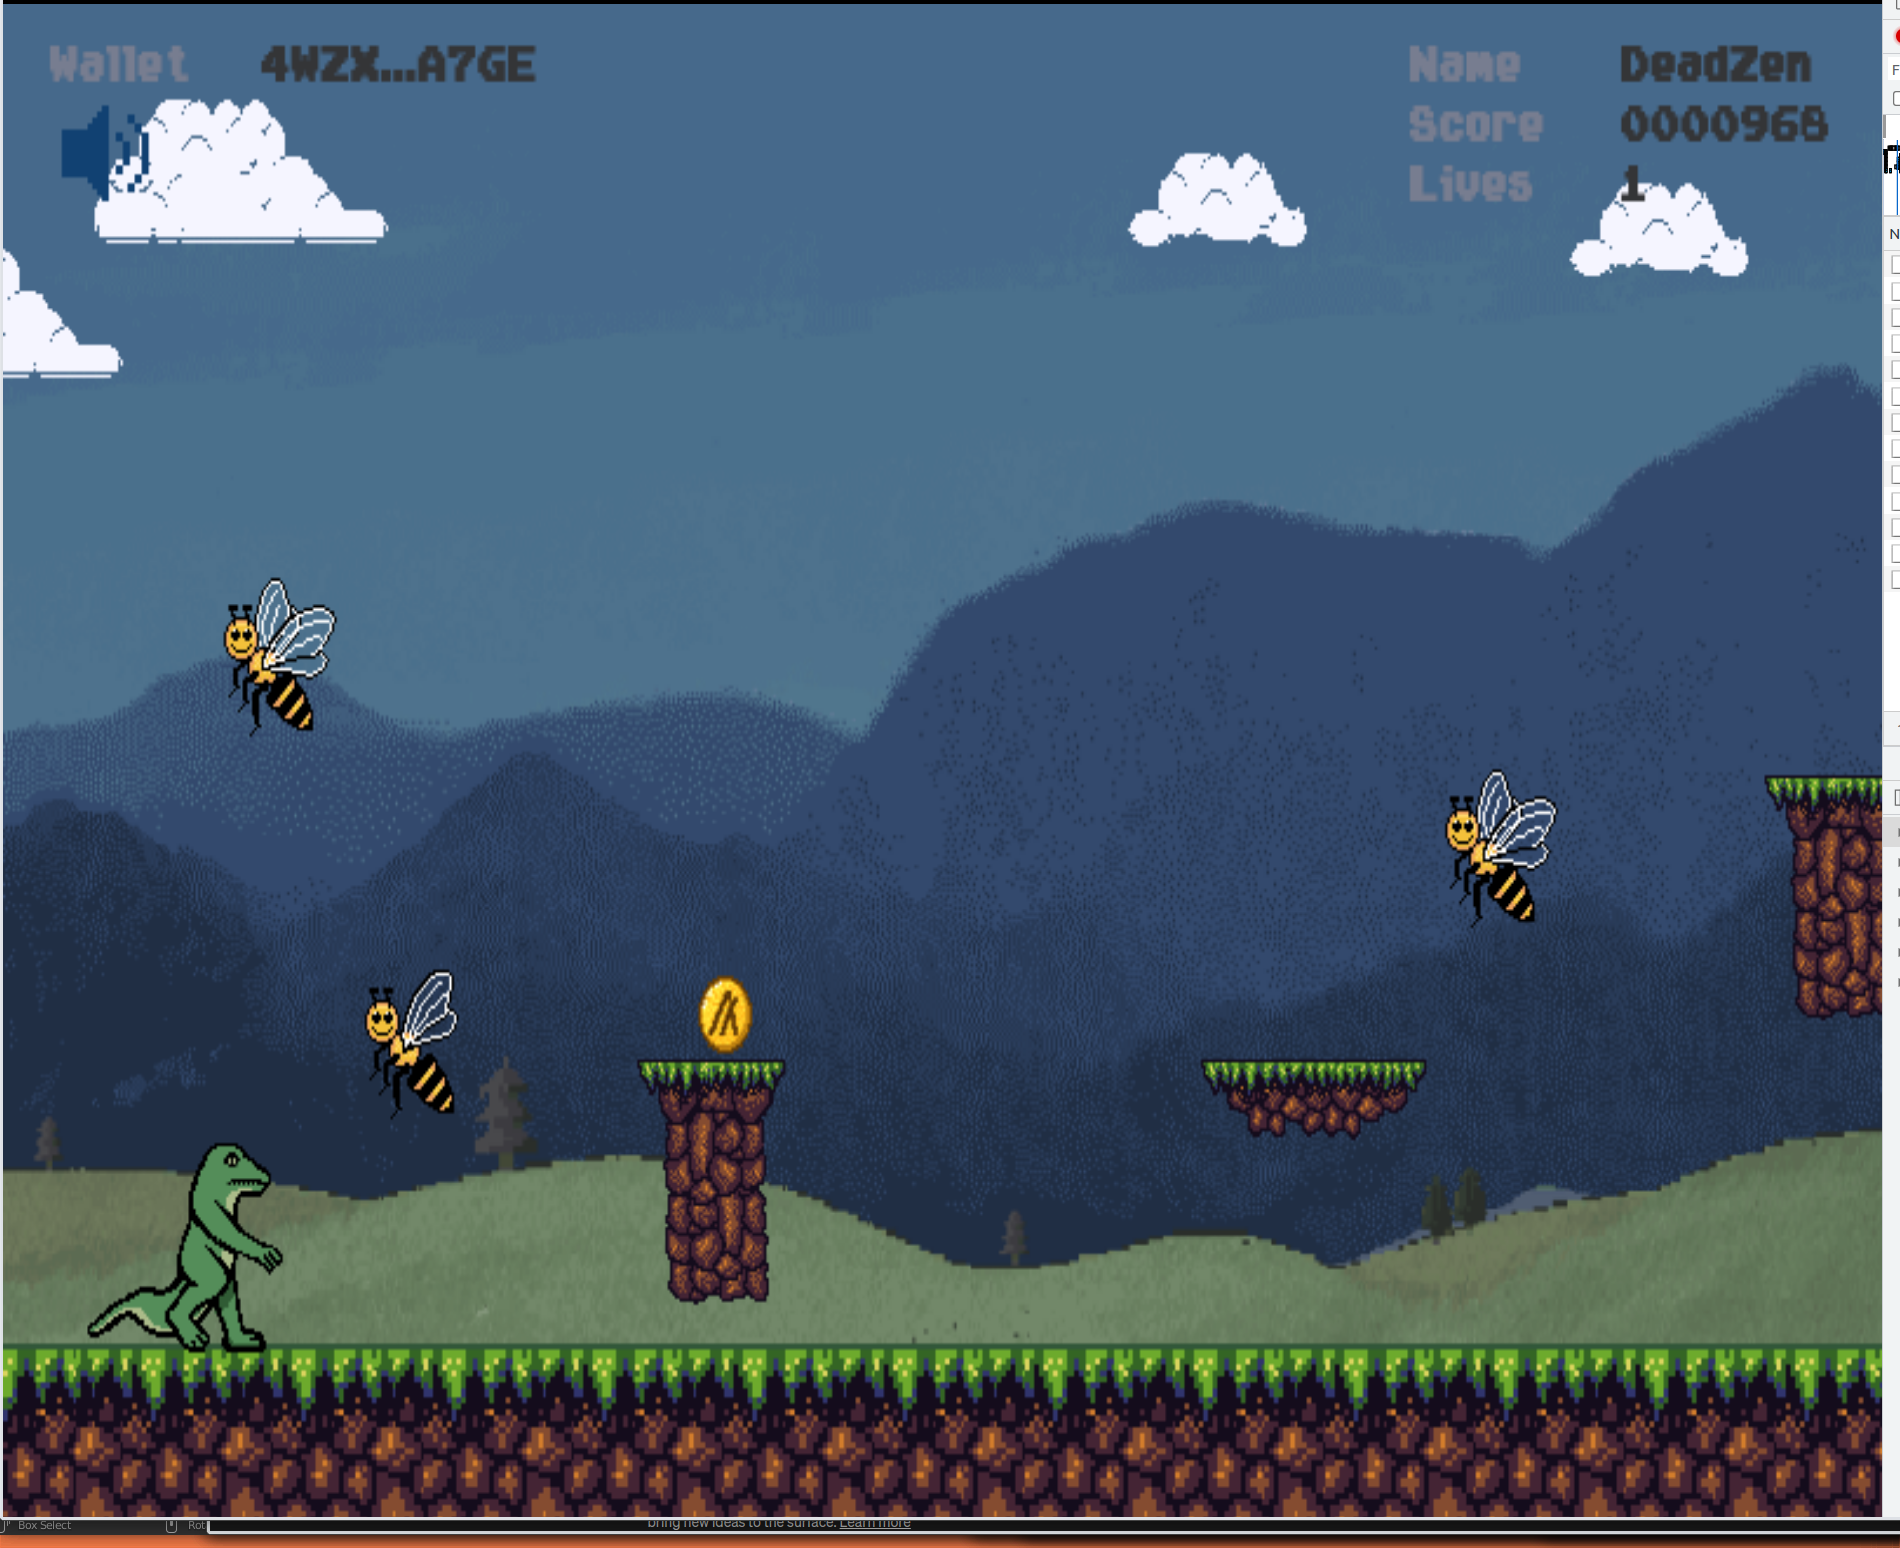 Wallet 4WZX...A7GE
Name DeadZen
Score 0000968
Lives 1
F
N
Box Select
Rot
bring new ideas to the surface. Learn more